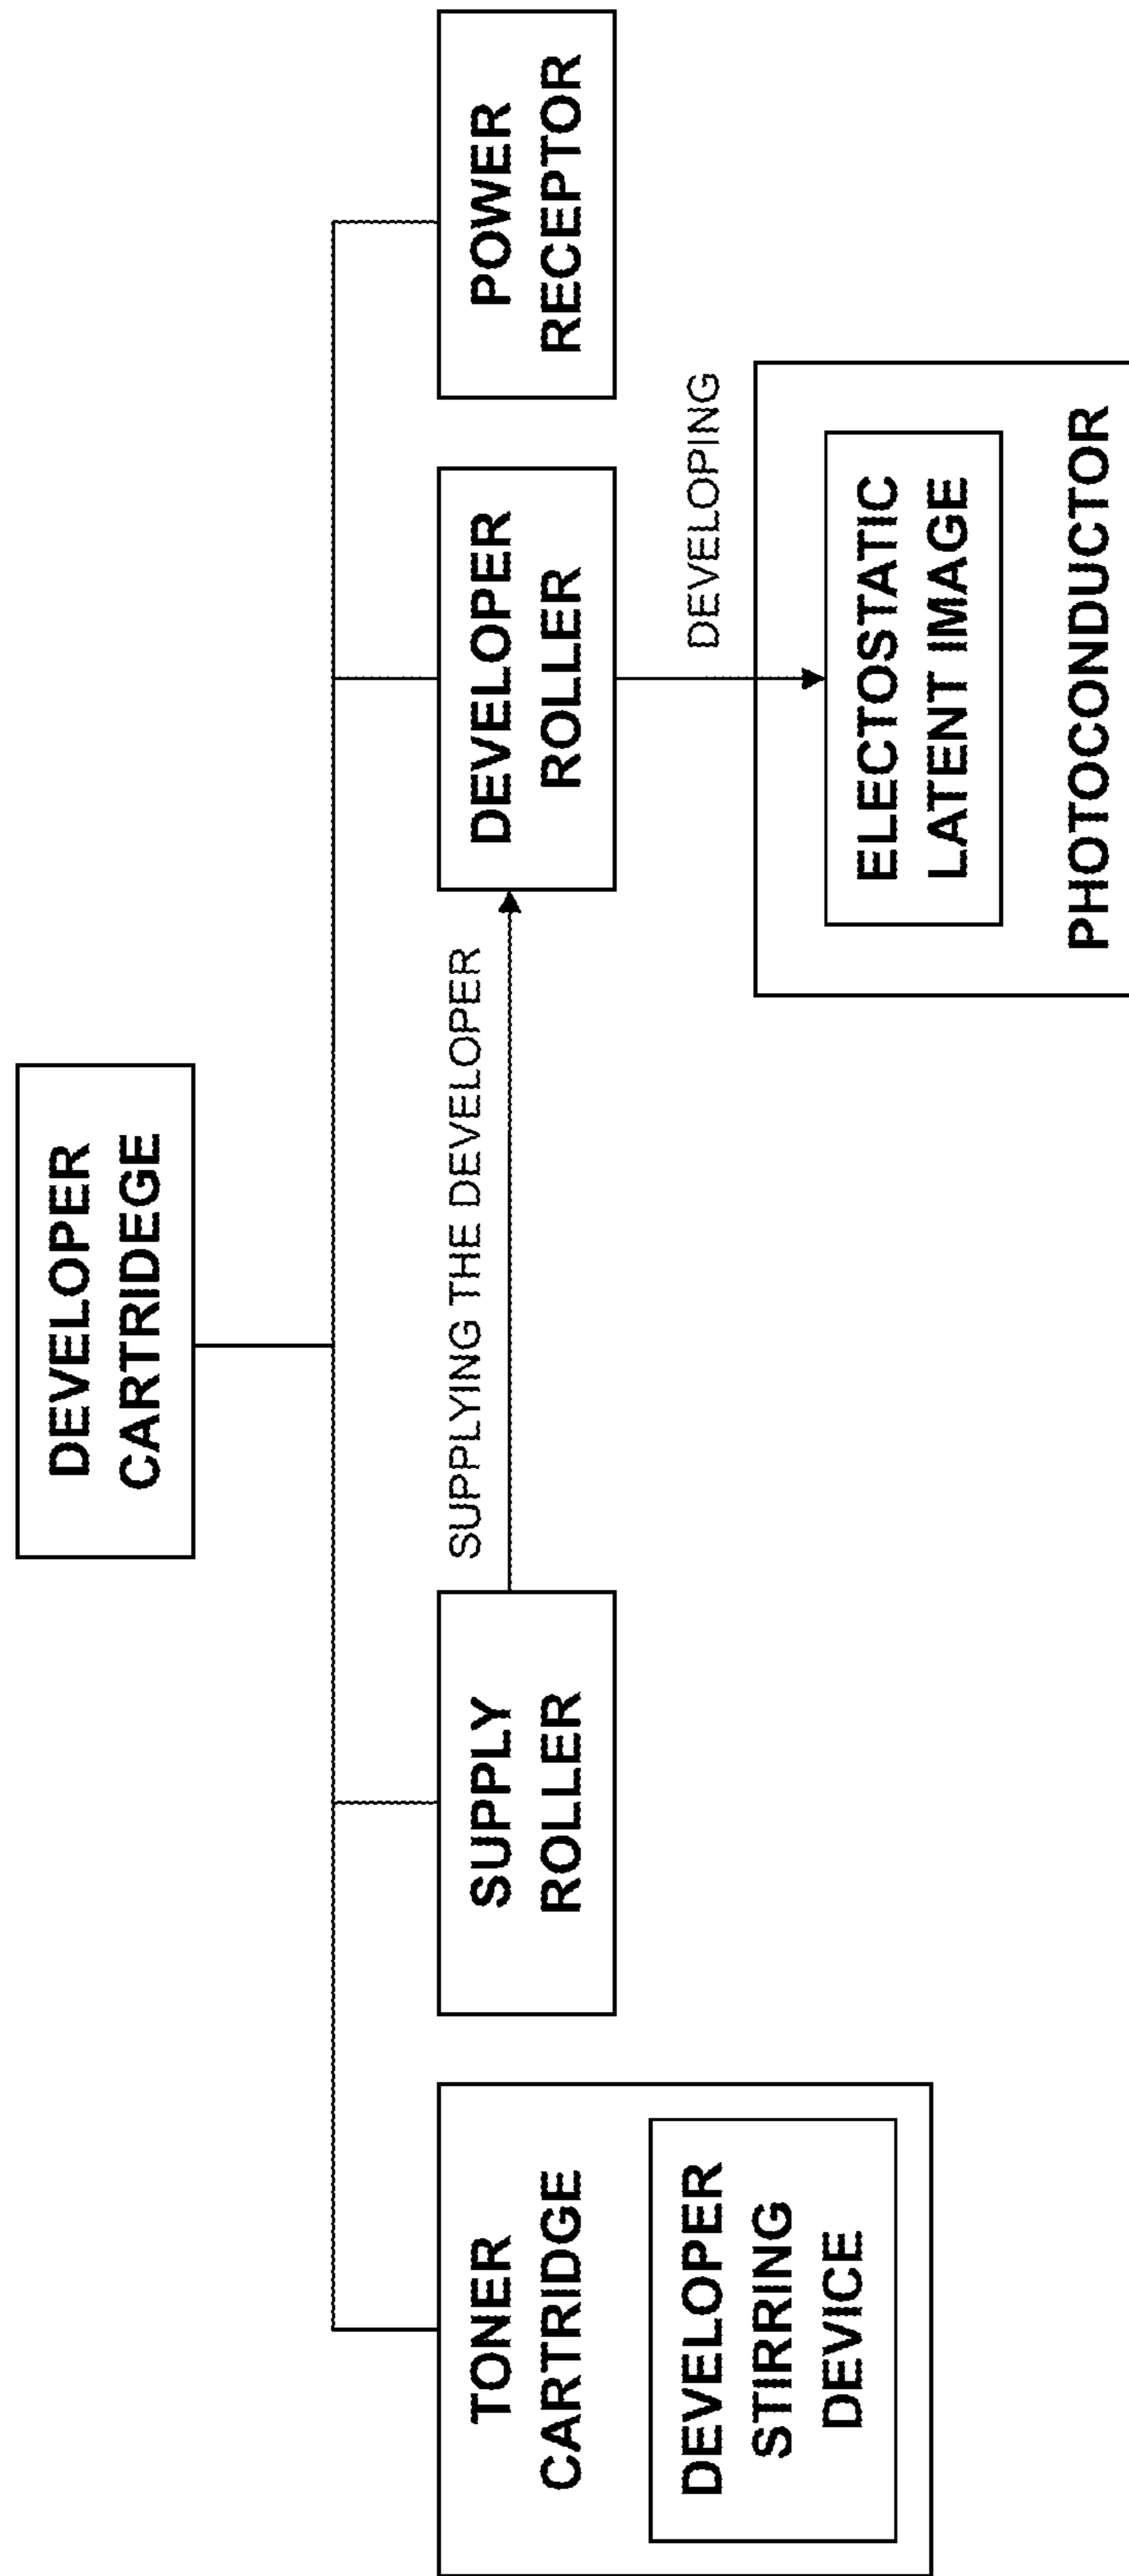 DEVELOPER
CARTRIDEGE
TONER
CARTRIDGE
DEVELOPER
STIRRING
DEVICE
SUPPLY
ROLLER
SUPPLYING THE DEVELOPER
DEVELOPER
ROLLER
POWER
RECEPTOR
DEVELOPING
ELECTOSTATIC
LATENT IMAGE
PHOTOCONDUCTOR